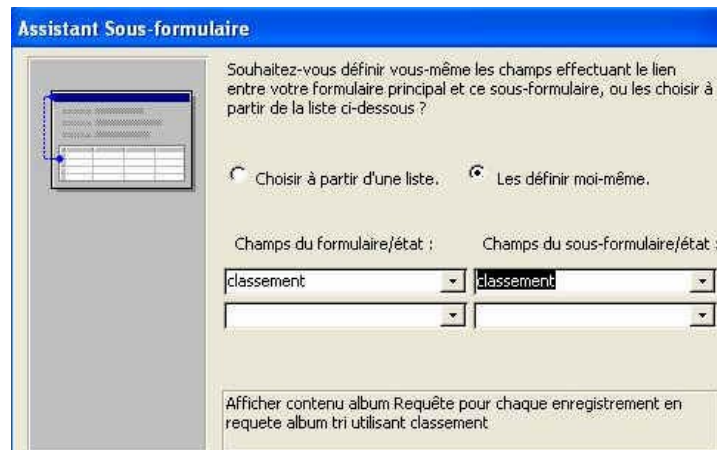 Assistant Sous-formulaire
Souhaitez-vous définir vous-même les champs effectuant le lien
entre votre formulaire principal et ce sous-formulaire, ou les choisir à
partir de la liste ci-dessous ?
Choisir à partir d'une liste. Les définir moi-même.
Champs du formulaire/état : Champs du sous-formulaire/état :
classement classement
Afficher contenu album Requête pour chaque enregistrement en
requete album tri utilisant classement